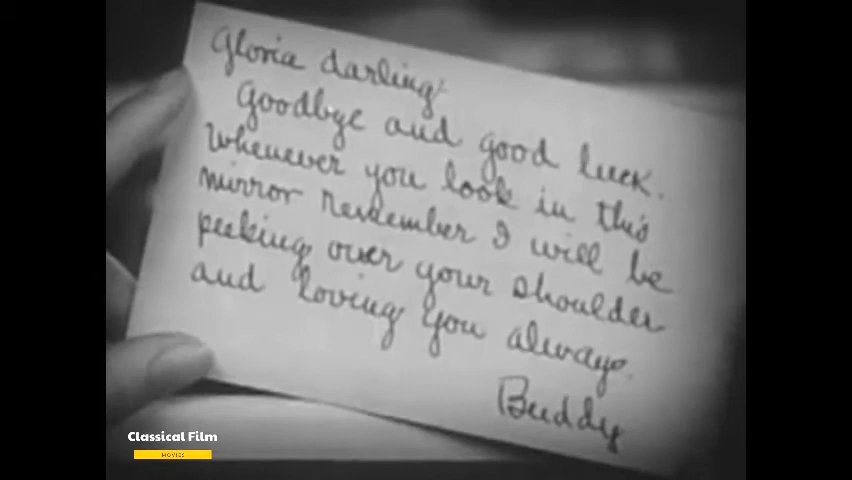 Gloria darling:
Goodbye and good luck.
Whenever you look in this
mirror remember I will be
peeking over your shoulder
and loving you always.
Buddy
Classical Film
MOVIES